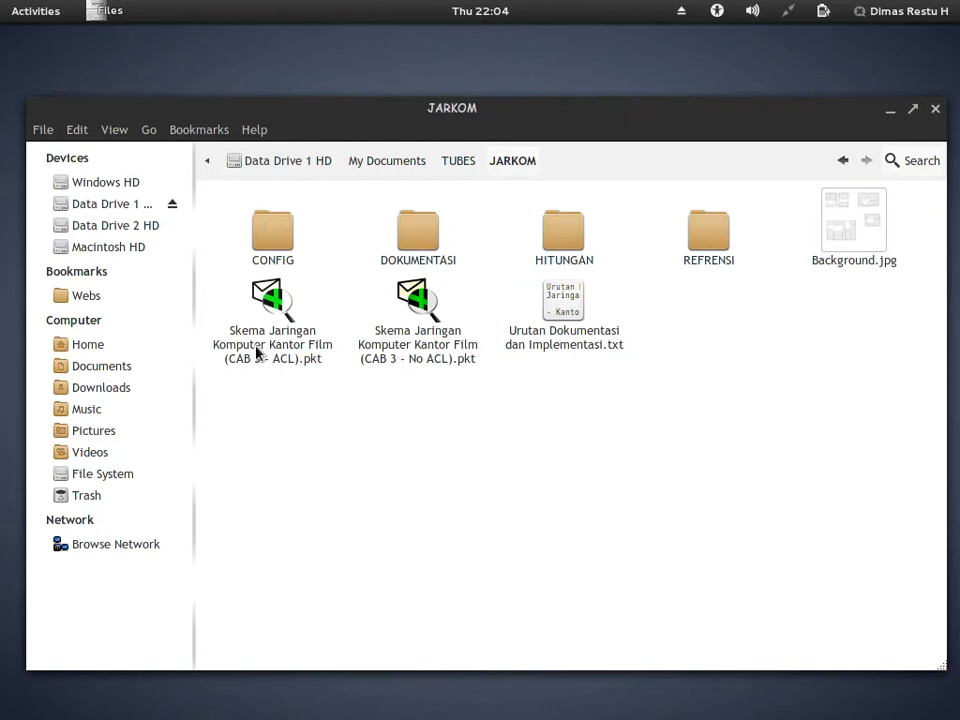 Activities Files Thu 22:04 Dimas Restu H
JARKOM
File Edit View Go Bookmarks Help
Devices
Windows HD
Data Drive 1 ...
Data Drive 2 HD
Macintosh HD
Bookmarks
Webs
Computer
Home
Documents
Downloads
Music
Pictures
Videos
File System
Trash
Network
Browse Network
Data Drive 1 HD My Documents TUBES JARKOM Search
CONFIG DOKUMENTASI HITUNGAN REFRENSI Background.jpg
Skema Jaringan
Komputer Kantor Film
(CAB - ACL).pkt
Skema Jaringan
Komputer Kantor Film
(CAB 3 - No ACL).pkt
Urutan
Jaringa
- Kanto
Urutan Dokumentasi
dan Implementasi.txt